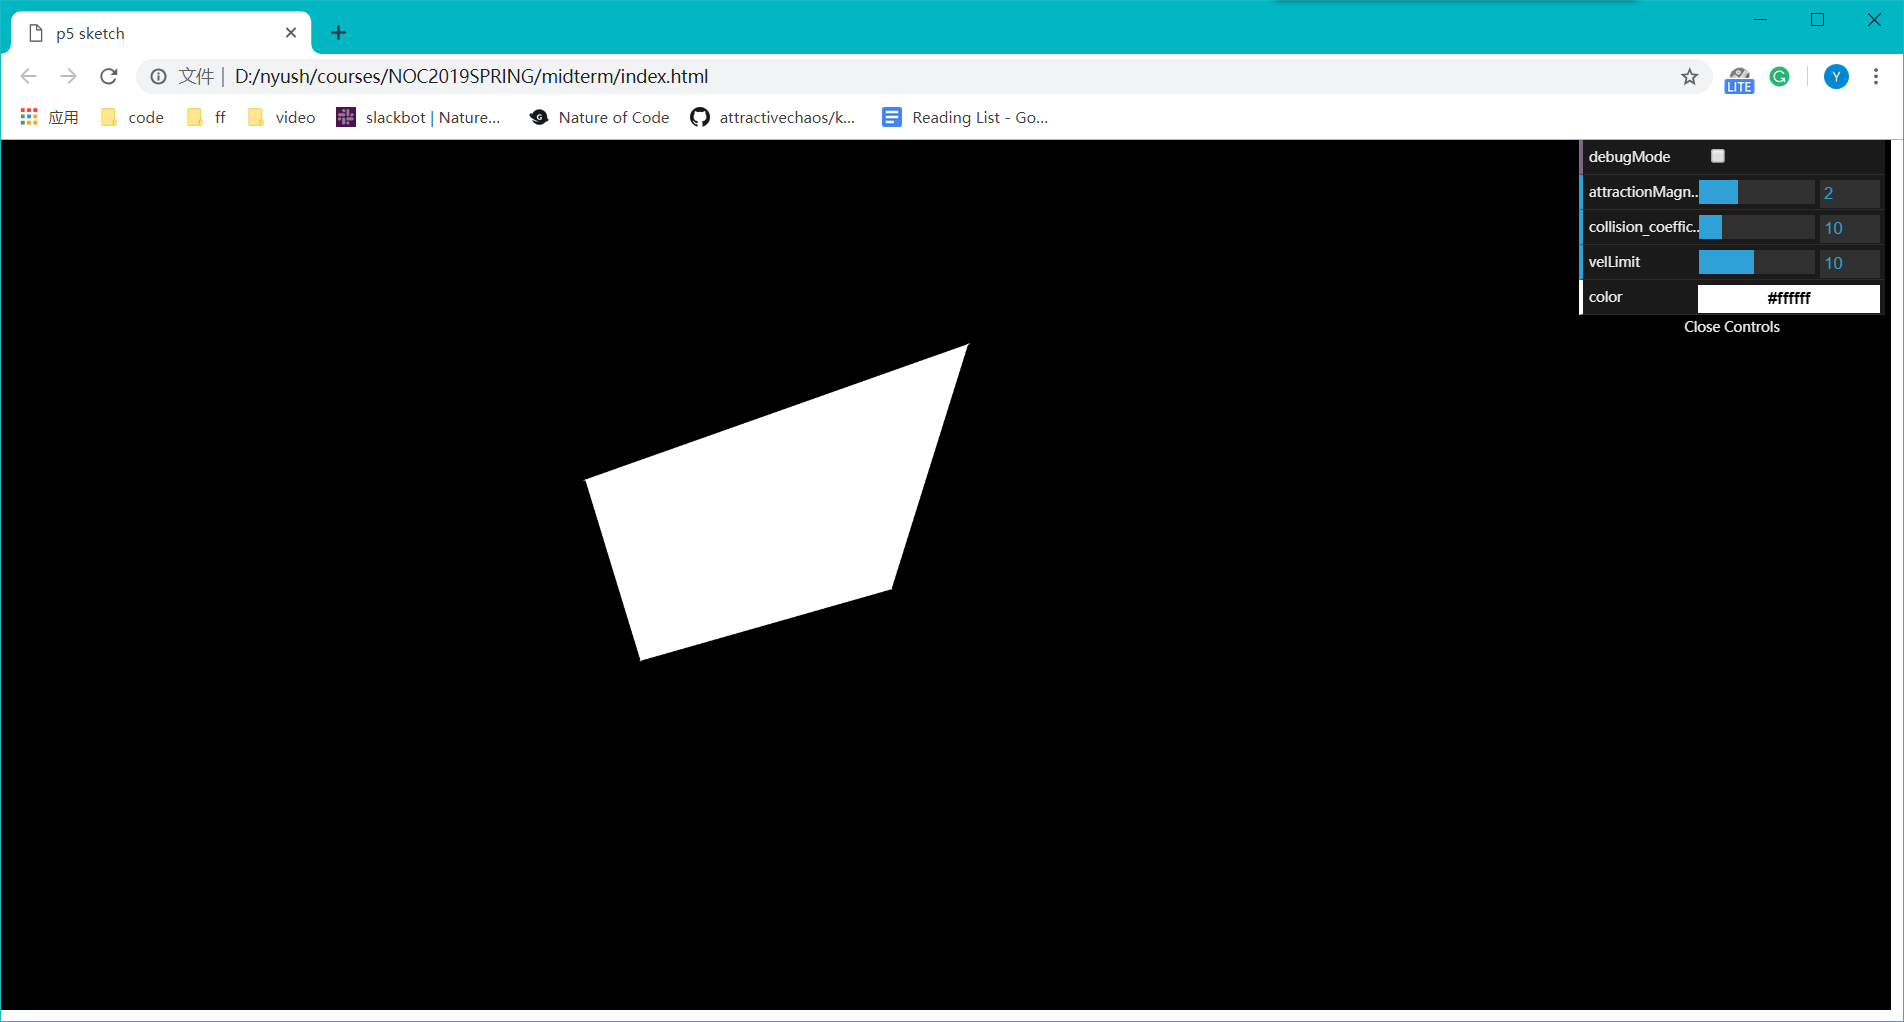 p5 sketch
文件 | D:/nyush/courses/NOC2019SPRING/midterm/index.html
LITE
Y
应用 code ff video slackbot | Nature... Nature of Code attractivechaos/k... Reading List - Go...
debugMode
attractionMagn.. 2
collision_coeffic.. 10
velLimit 10
color #ffffff
Close Controls